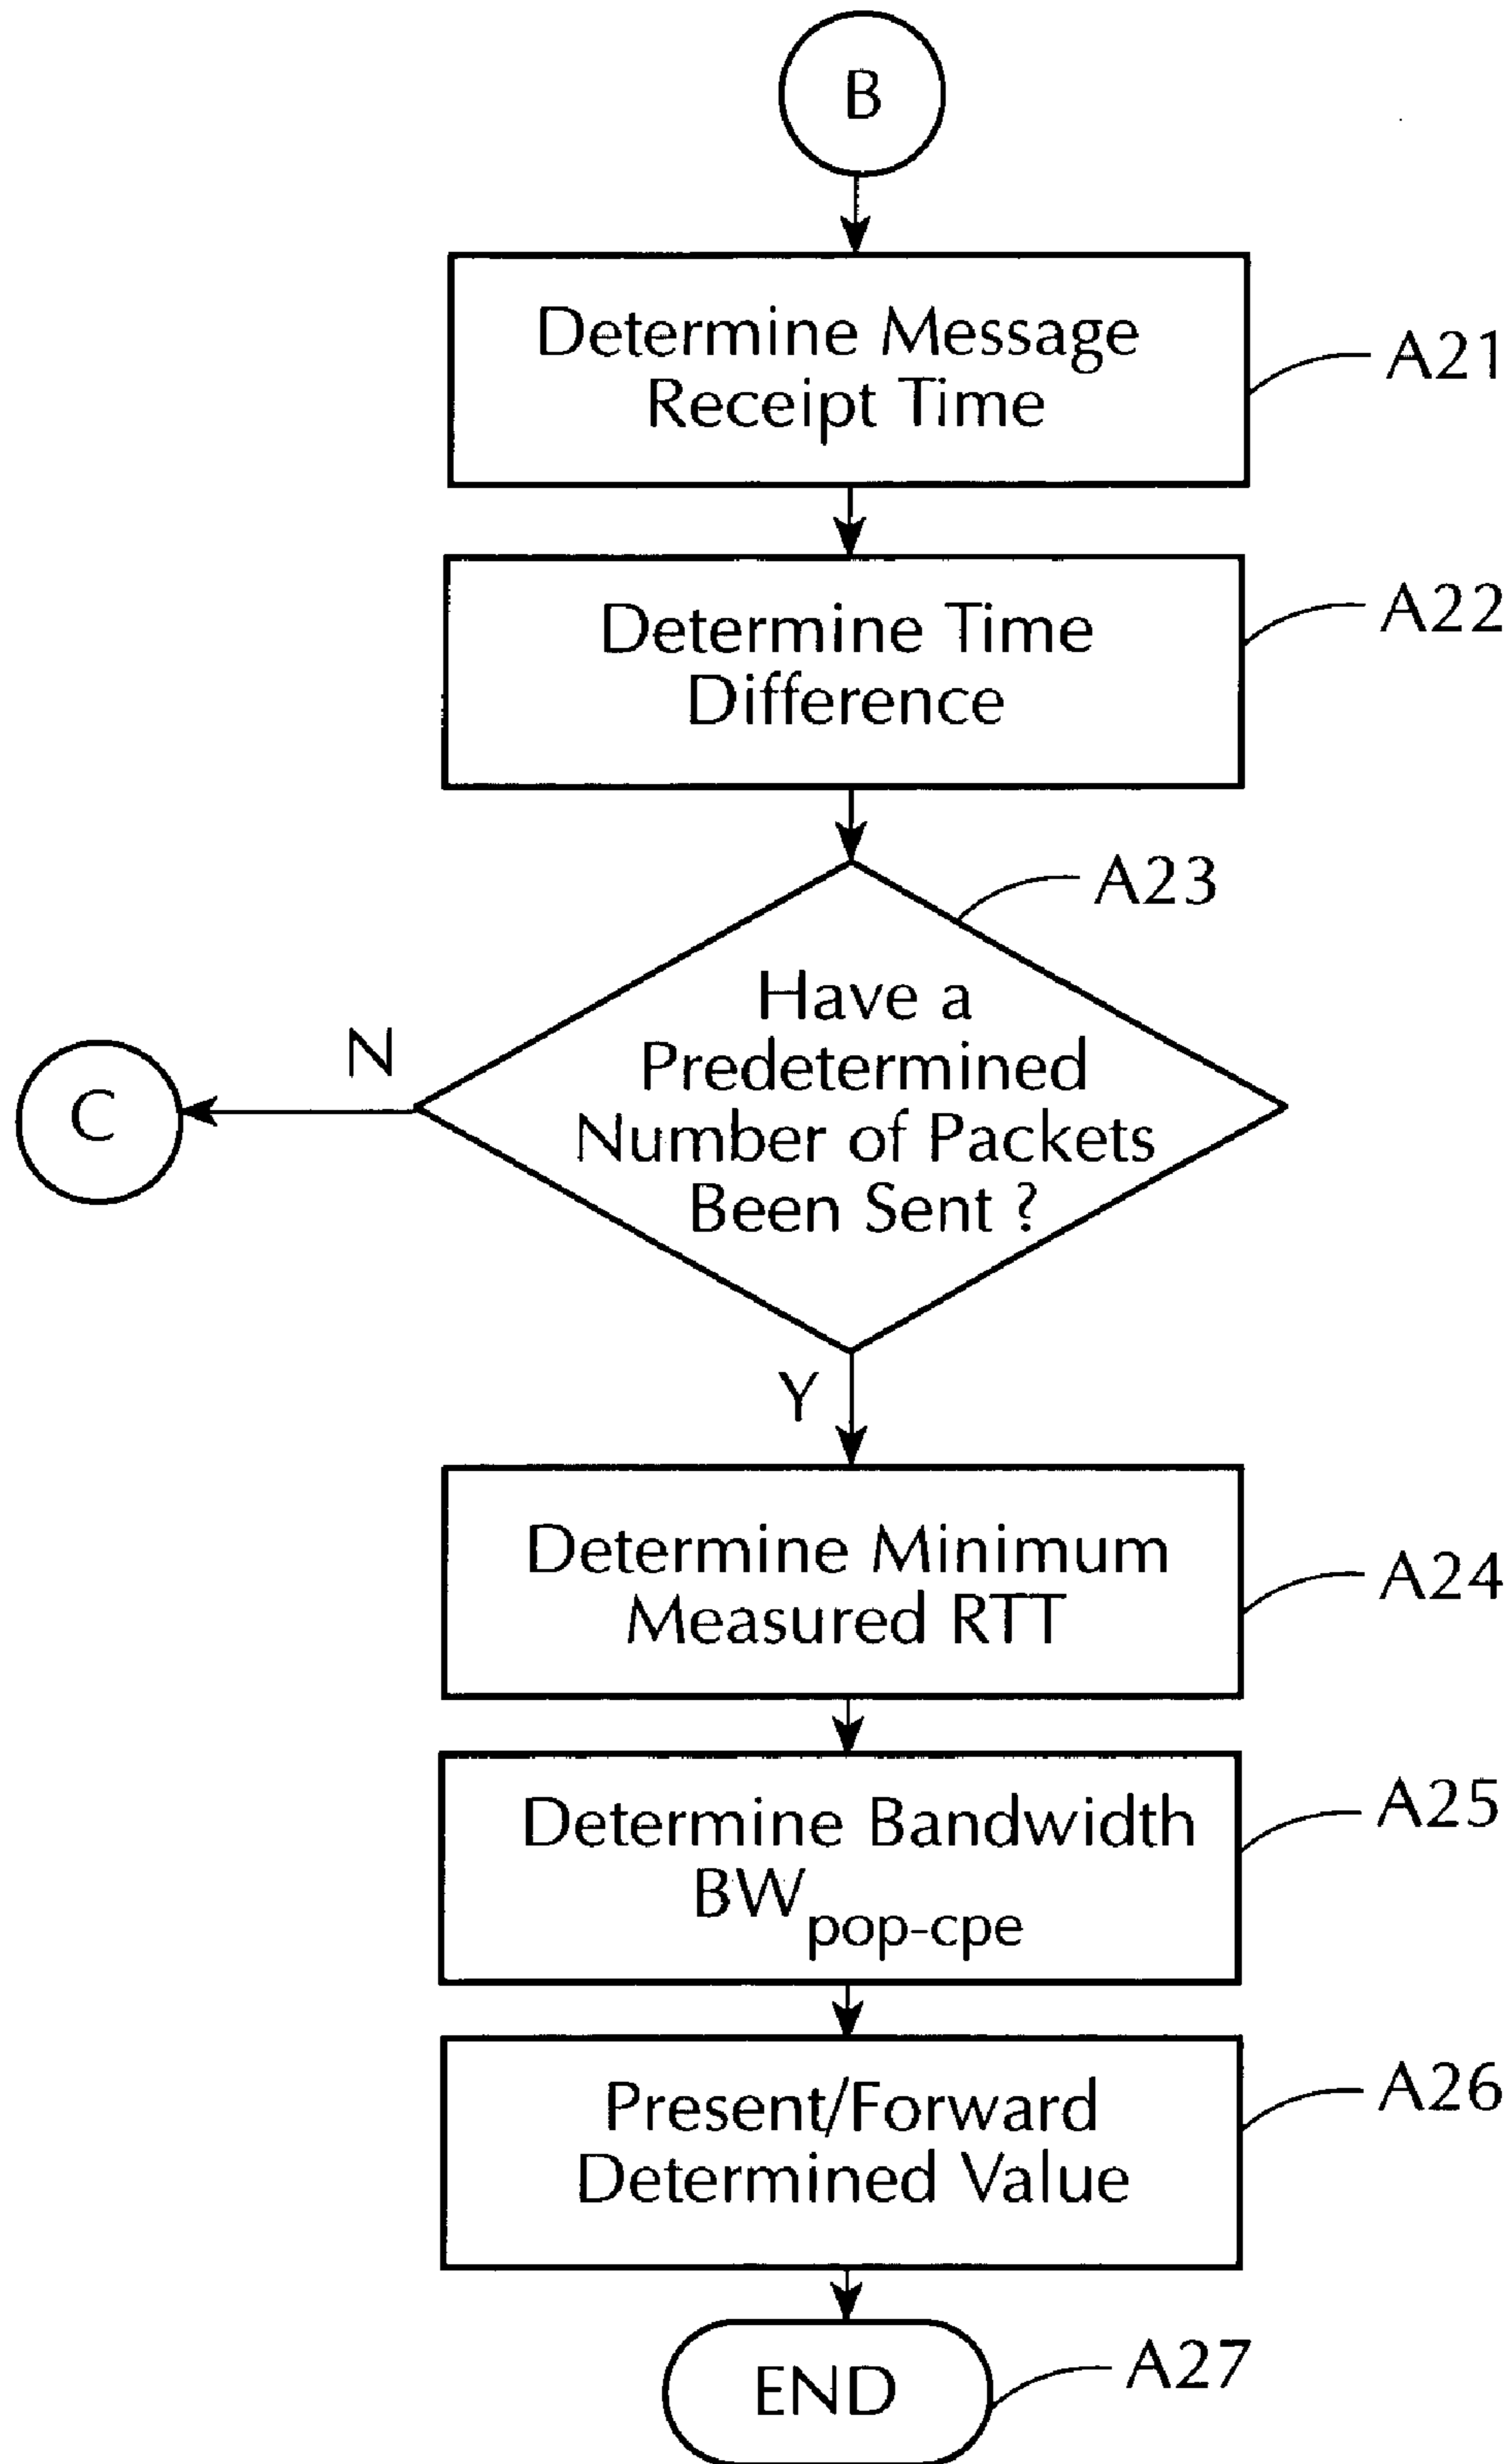 B
Determine Message
Receipt Time
A21
Determine Time
Difference
A22
A23
Have a
Predetermined
Number of Packets
Been Sent ?
N
C
Y
Determine Minimum
Measured RTT
A24
Determine Bandwidth
BWpop-cpe
A25
Present/Forward
Determined Value
A26
END
A27